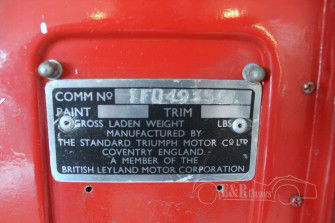 COMM Nº
PAINT TRIM
GROSS LADEN WEIGHT LBS
MANUFACTURED BY
THE STANDARD TRIUMPH MOTOR CO LTD
COVENTRY ENGLAND
A MEMBER OF THE
BRITISH LEYLAND MOTOR CORPORATION
E&R Classics